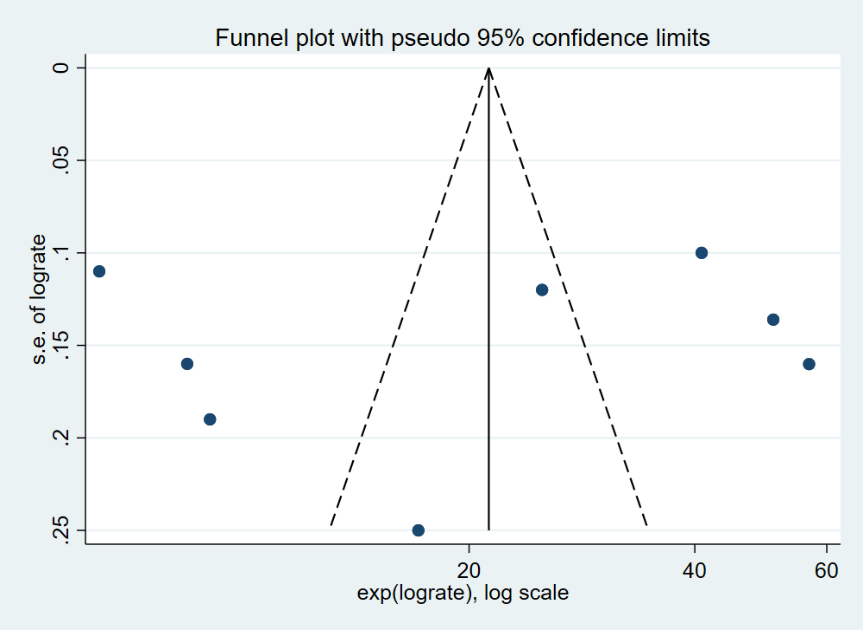 Funnel plot with pseudo 95% confidence limits
0
.05
.1
.15
.2
.25
s.e. of lograte
20 40 60
exp(lograte), log scale